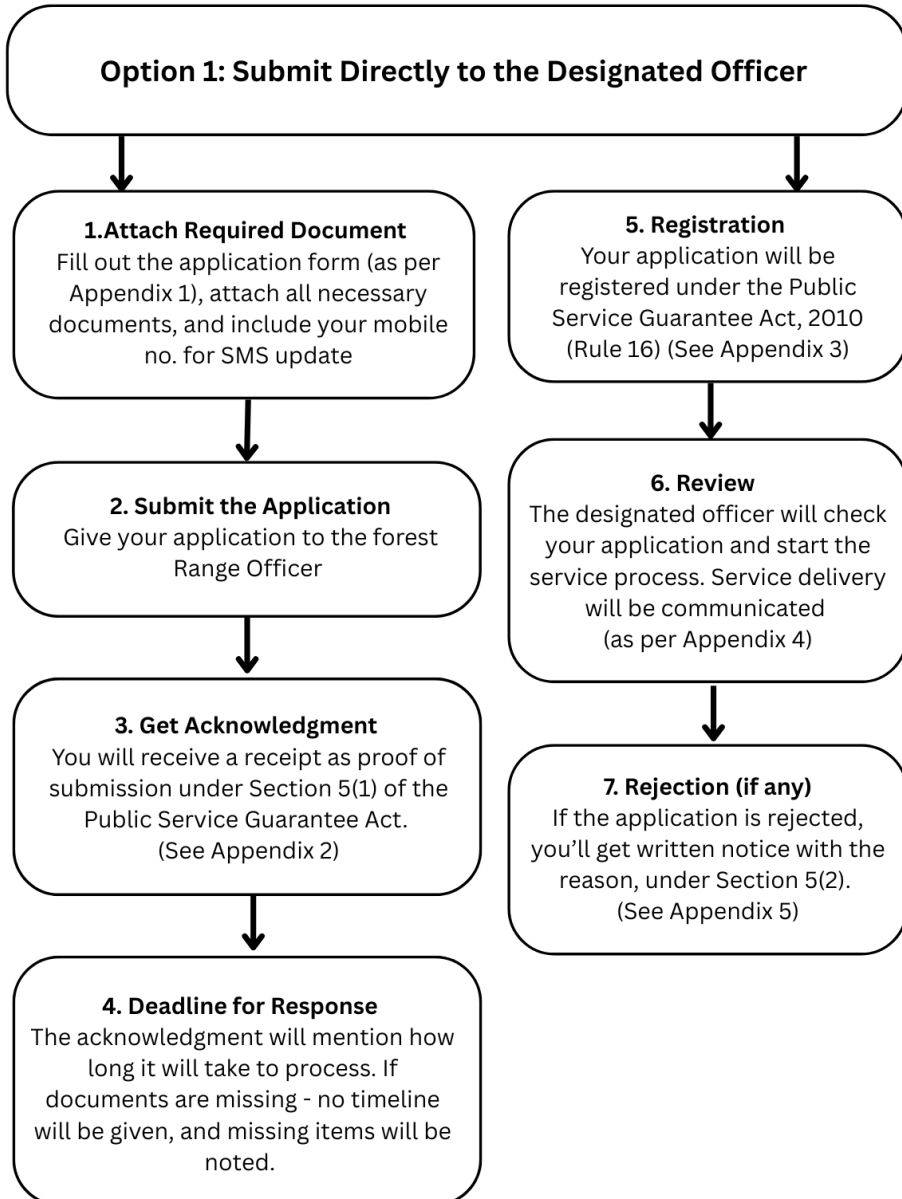 Option 1: Submit Directly to the Designated Officer
1.Attach Required Document
Fill out the application form (as per
Appendix 1), attach all necessary
documents, and include your mobile
no. for SMS update
2. Submit the Application
Give your application to the forest
Range Officer
3. Get Acknowledgment
You will receive a receipt as proof of
submission under Section 5(1) of the
Public Service Guarantee Act.
(See Appendix 2)
4. Deadline for Response
The acknowledgment will mention how
long it will take to process. If
documents are missing - no timeline
will be given, and missing items will be
noted.
5. Registration
Your application will be
registered under the Public
Service Guarantee Act, 2010
(Rule 16) (See Appendix 3)
6. Review
The designated officer will check
your application and start the
service process. Service delivery
will be communicated
(as per Appendix 4)
7. Rejection (if any)
If the application is rejected,
you’ll get written notice with the
reason, under Section 5(2).
(See Appendix 5)